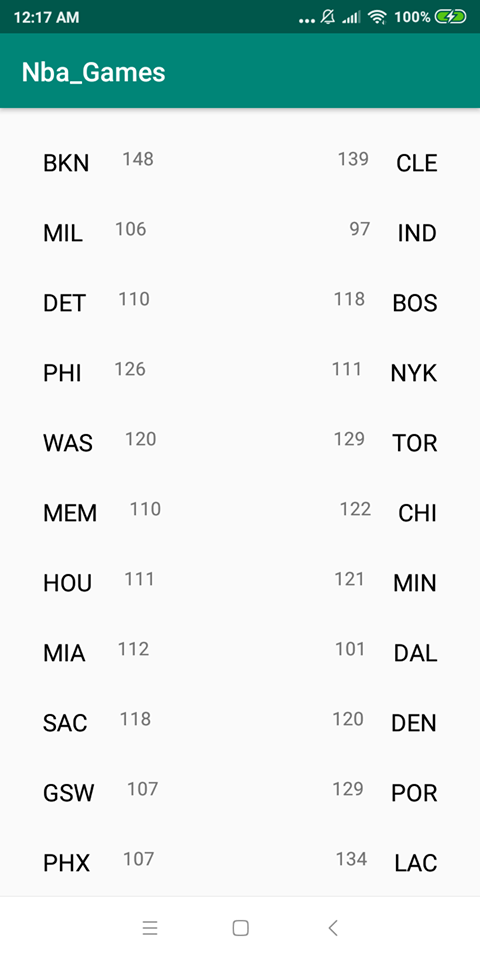 12:17 AM ... 100%
Nba_Games
BKN 148 139 CLE
MIL 106 97 IND
DET 110 118 BOS
PHI 126 111 NYK
WAS 120 129 TOR
MEM 110 122 CHI
HOU 111 121 MIN
MIA 112 101 DAL
SAC 118 120 DEN
GSW 107 129 POR
PHX 107 134 LAC